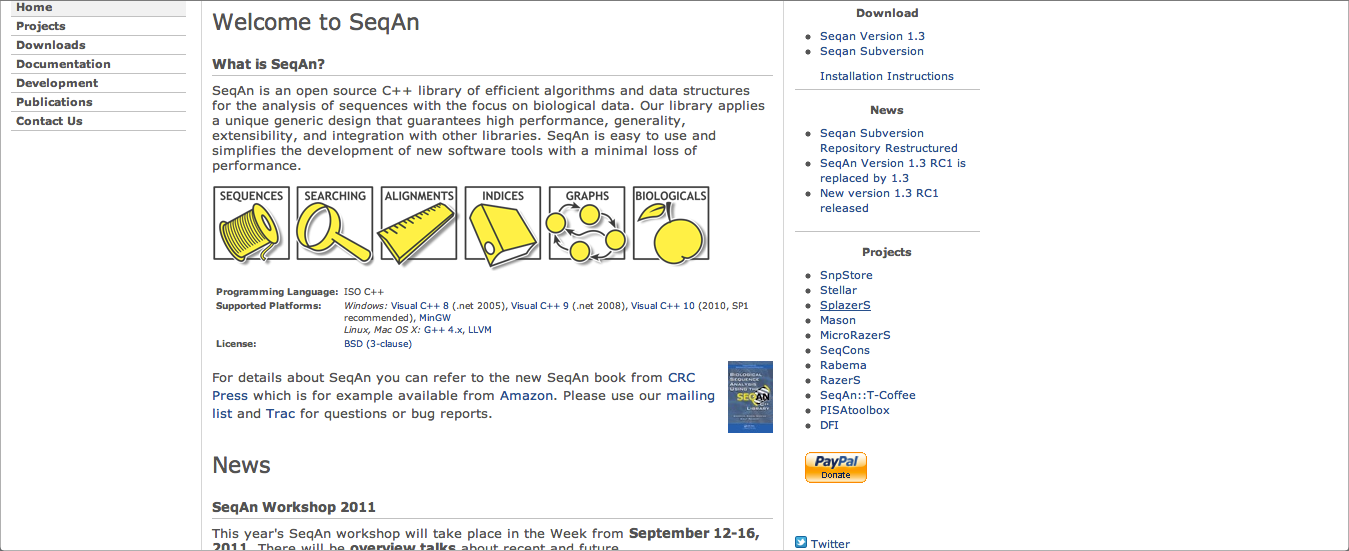 Home
Projects
Downloads
Documentation
Development
Publications
Contact Us
Welcome to SeqAn
What is SeqAn?
SeqAn is an open source C++ library of efficient algorithms and data structures
for the analysis of sequences with the focus on biological data. Our library applies
a unique generic design that guarantees high performance, generality,
extensibility, and integration with other libraries. SeqAn is easy to use and
simplifies the development of new software tools with a minimal loss of
performance.
SEQUENCES SEARCHING ALIGNMENTS INDICES GRAPHS BIOLOGICALS
Programming Language: ISO C++
Supported Platforms: Windows: Visual C++ 8 (.net 2005), Visual C++ 9 (.net 2008), Visual C++ 10 (2010, SP1
recommended), MinGW
Linux, Mac OS X: G++ 4.x, LLVM
License: BSD (3-clause)
For details about SeqAn you can refer to the new SeqAn book from CRC
Press which is for example available from Amazon. Please use our mailing
list and Trac for questions or bug reports.
BIOLOGICAL
SEQUENCE
ANALYSIS
USING THE
SEQAN
C++
LIBRARY
News
SeqAn Workshop 2011
This year's SeqAn workshop will take place in the Week from September 12-16,
2011. There will be overview talks about recent and future
Download
Seqan Version 1.3
Seqan Subversion
Installation Instructions
News
Seqan Subversion
Repository Restructured
SeqAn Version 1.3 RC1 is
replaced by 1.3
New version 1.3 RC1
released
Projects
SnpStore
Stellar
SplazerS
Mason
MicroRazerS
SeqCons
Rabema
RazerS
SeqAn::T-Coffee
PISAtoolbox
DFI
PayPal
Donate
Twitter